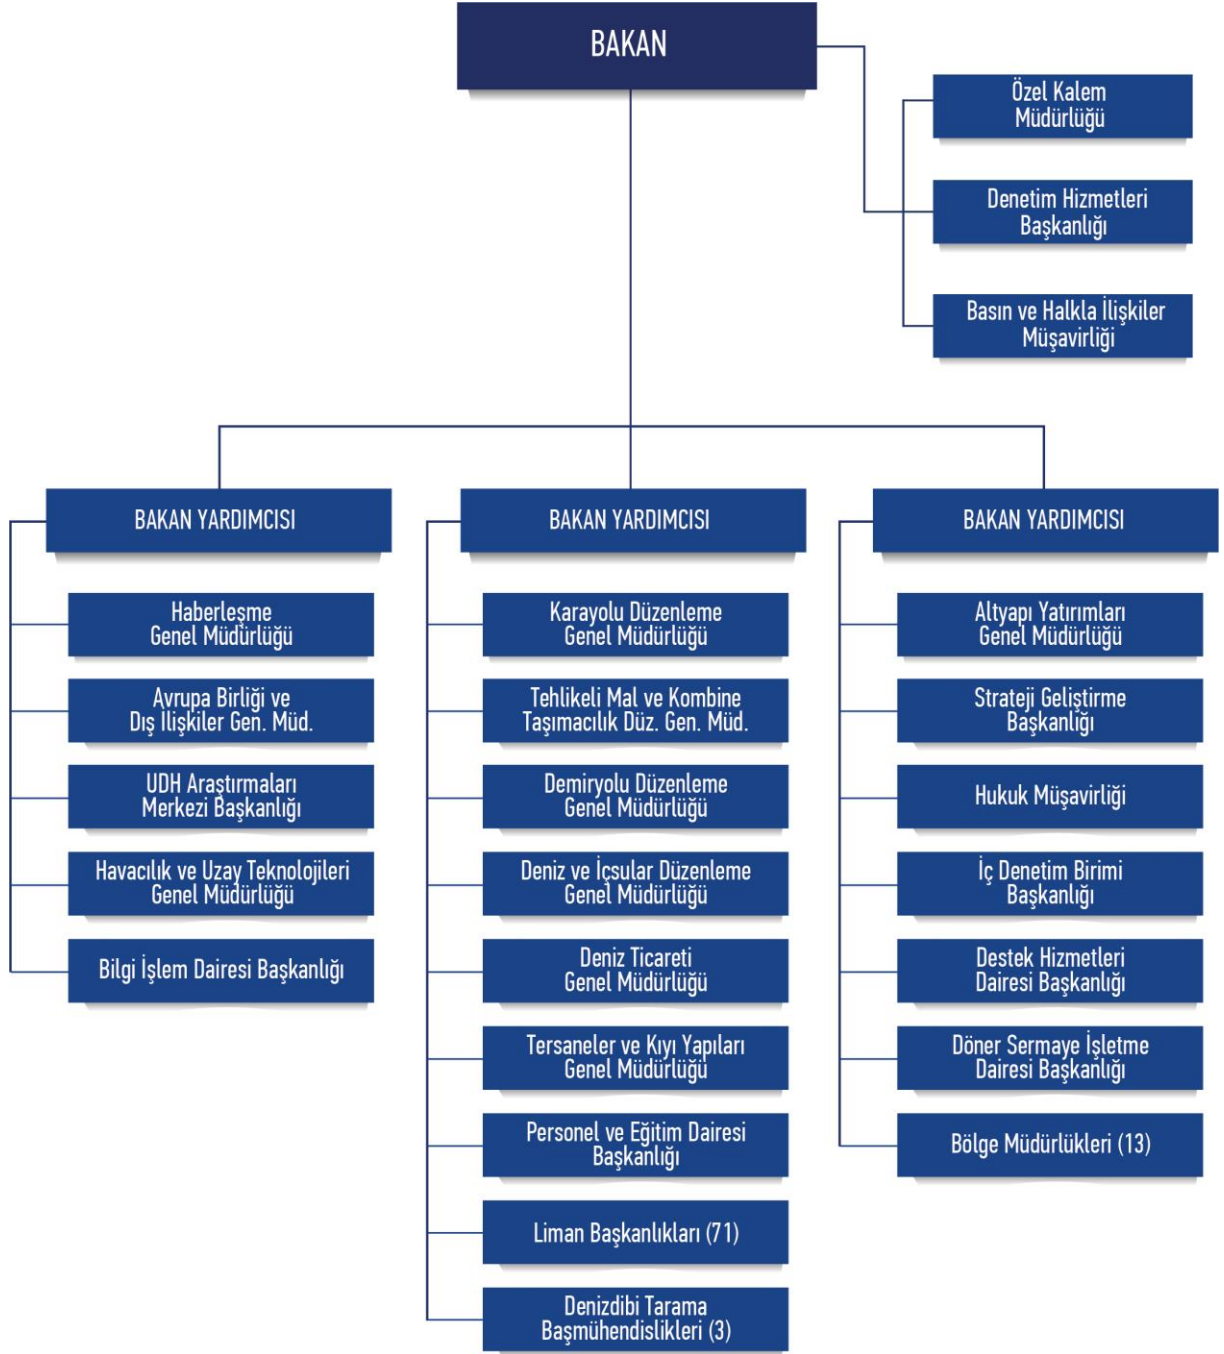 BAKAN
Özel Kalem
Müdürlüğü
Denetim Hizmetleri
Başkanlığı
Basın ve Halkla İlişkiler
Müşavirliği
BAKAN YARDIMCISI
Haberleşme
Genel Müdürlüğü
Avrupa Birliği ve
Dış İlişkiler Gen. Müd.
UDH Araştırmaları
Merkezi Başkanlığı
Havacılık ve Uzay Teknolojileri
Genel Müdürlüğü
Bilgi İşlem Dairesi Başkanlığı
BAKAN YARDIMCISI
Karayolu Düzenleme
Genel Müdürlüğü
Tehlikeli Mal ve Kombine
Taşımacılık Düz. Gen. Müd.
Demiryolu Düzenleme
Genel Müdürlüğü
Deniz ve İçsular Düzenleme
Genel Müdürlüğü
Deniz Ticareti
Genel Müdürlüğü
Tersaneler ve Kıyı Yapıları
Genel Müdürlüğü
Personel ve Eğitim Dairesi
Başkanlığı
Liman Başkanlıkları (71)
Denizdibi Tarama
Başmühendislikleri (3)
BAKAN YARDIMCISI
Altyapı Yatırımları
Genel Müdürlüğü
Strateji Geliştirme
Başkanlığı
Hukuk Müşavirliği
İç Denetim Birimi
Başkanlığı
Destek Hizmetleri
Dairesi Başkanlığı
Döner Sermaye İşletme
Dairesi Başkanlığı
Bölge Müdürlükleri (13)